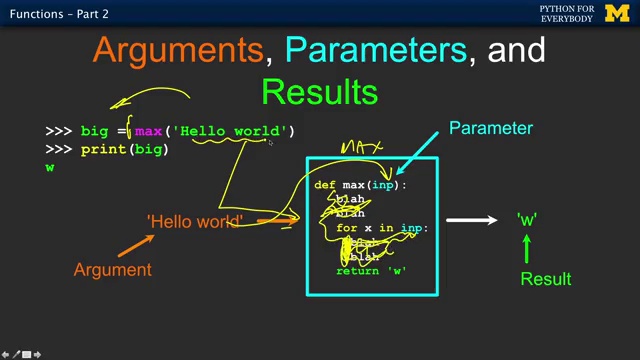 Functions – Part 2
PYTHON FOR
EVERYBODY
M
Arguments, Parameters, and
Results
>>> big = max('Hello world')
>>> print(big)
w
Parameter
MAX
def max(inp):
blah
blah
for x in inp:
blah
blah
return 'w'
'Hello world'
'w'
Argument
Result